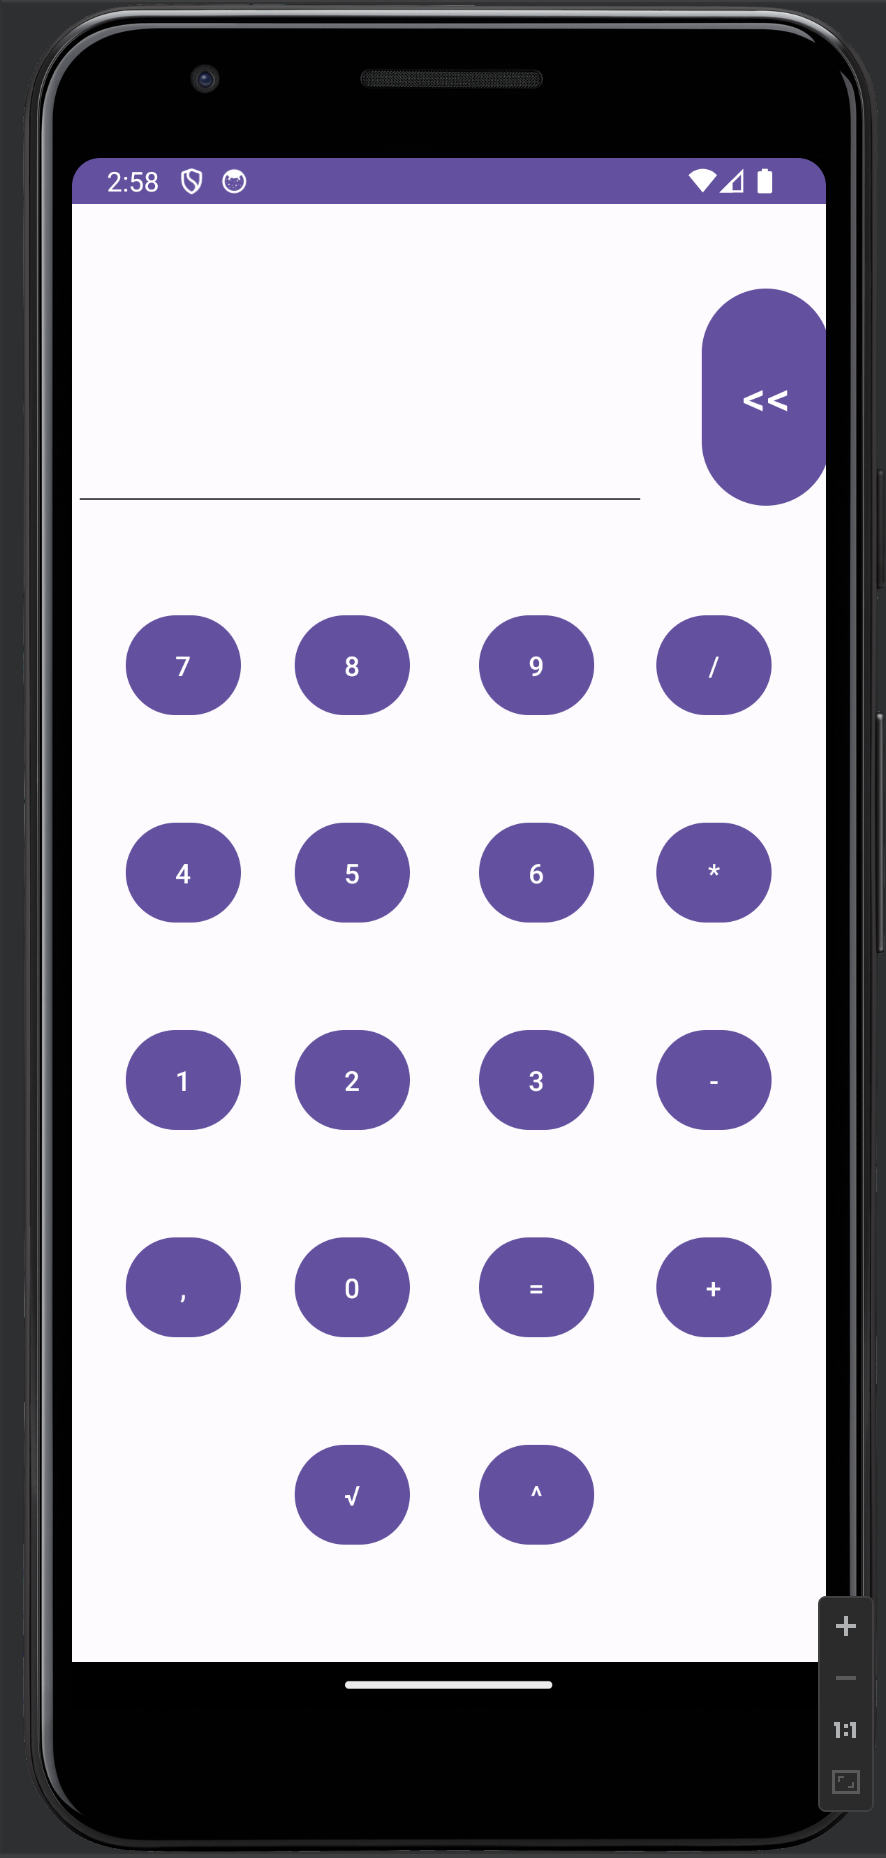 2:58
<<
7 8 9 /
4 5 6 *
1 2 3 -
, 0 = +
√ ^
+
−
1:1